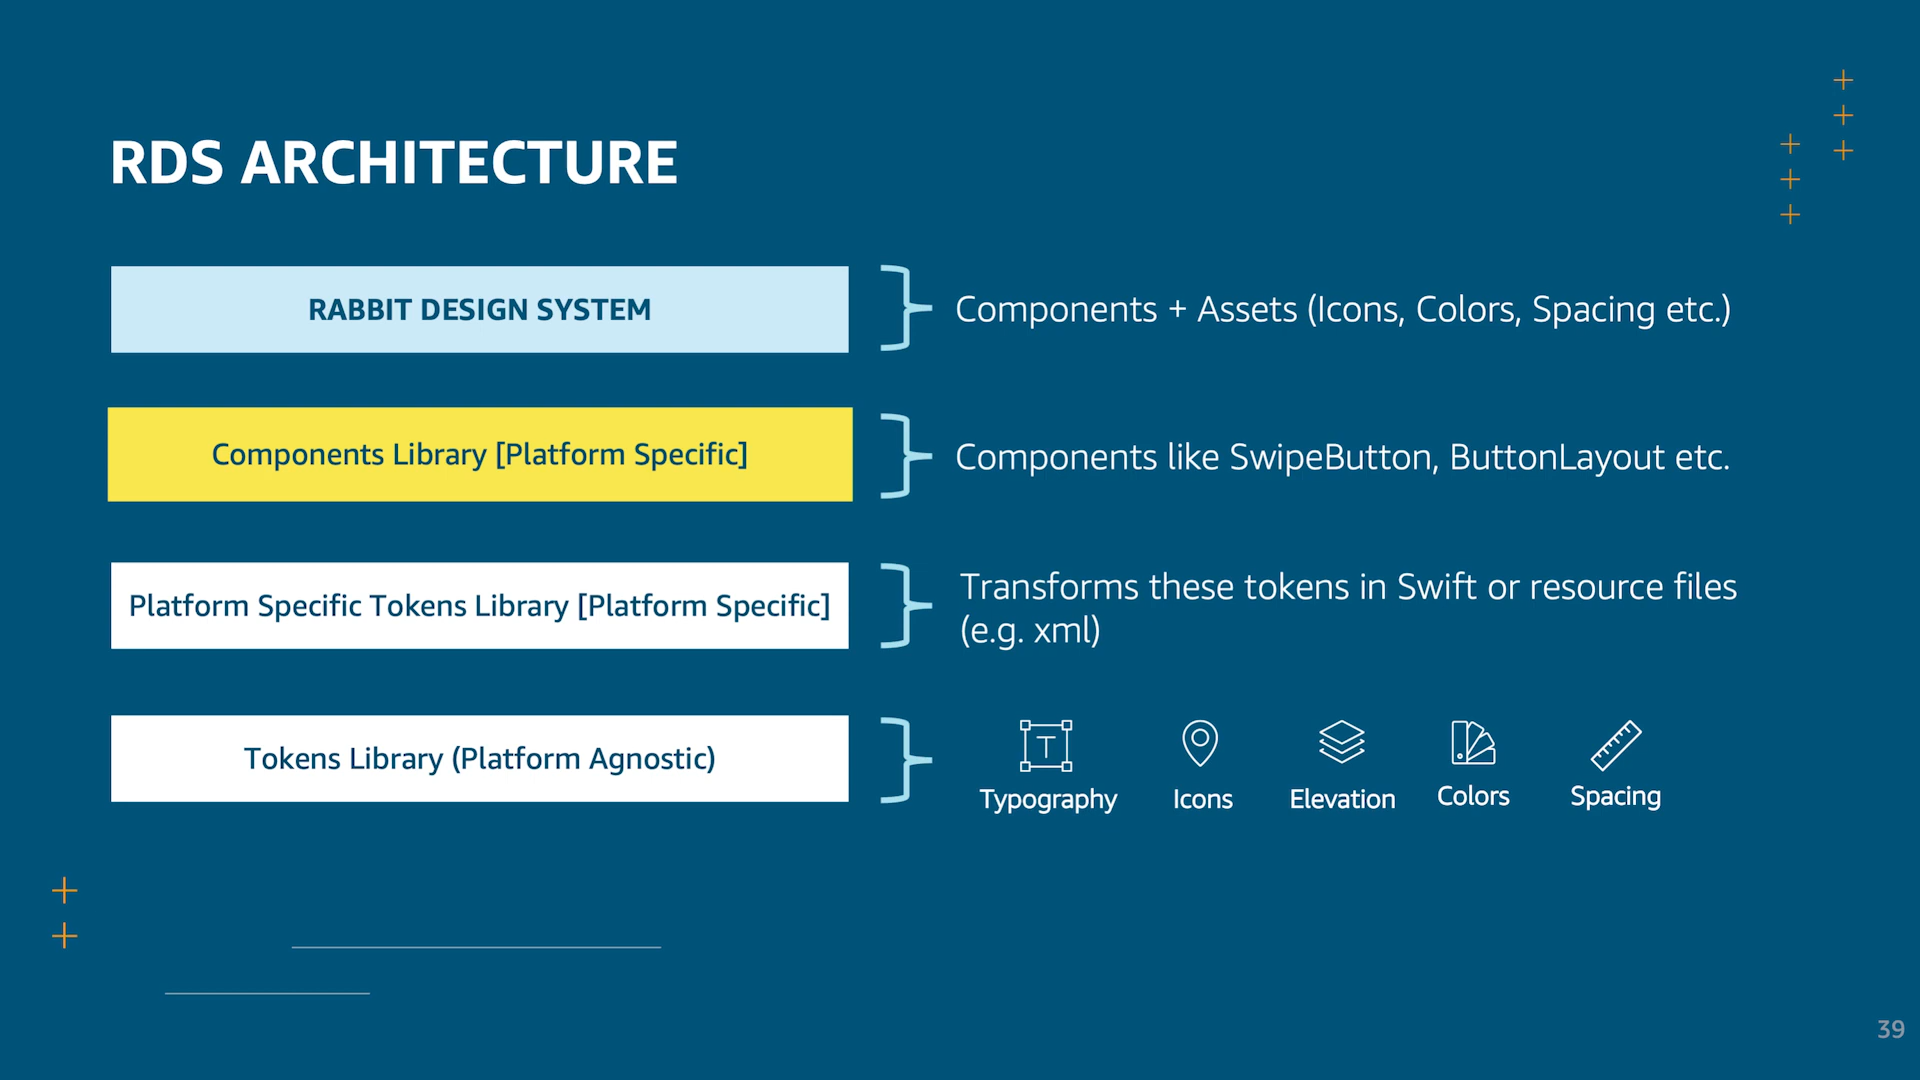 RDS ARCHITECTURE
RABBIT DESIGN SYSTEM
Components + Assets (Icons, Colors, Spacing etc.)
Components Library [Platform Specific]
Components like SwipeButton, ButtonLayout etc.
Platform Specific Tokens Library [Platform Specific]
Transforms these tokens in Swift or resource files
(e.g. xml)
Tokens Library (Platform Agnostic)
T
Typography
Icons
Elevation
Colors
Spacing
39